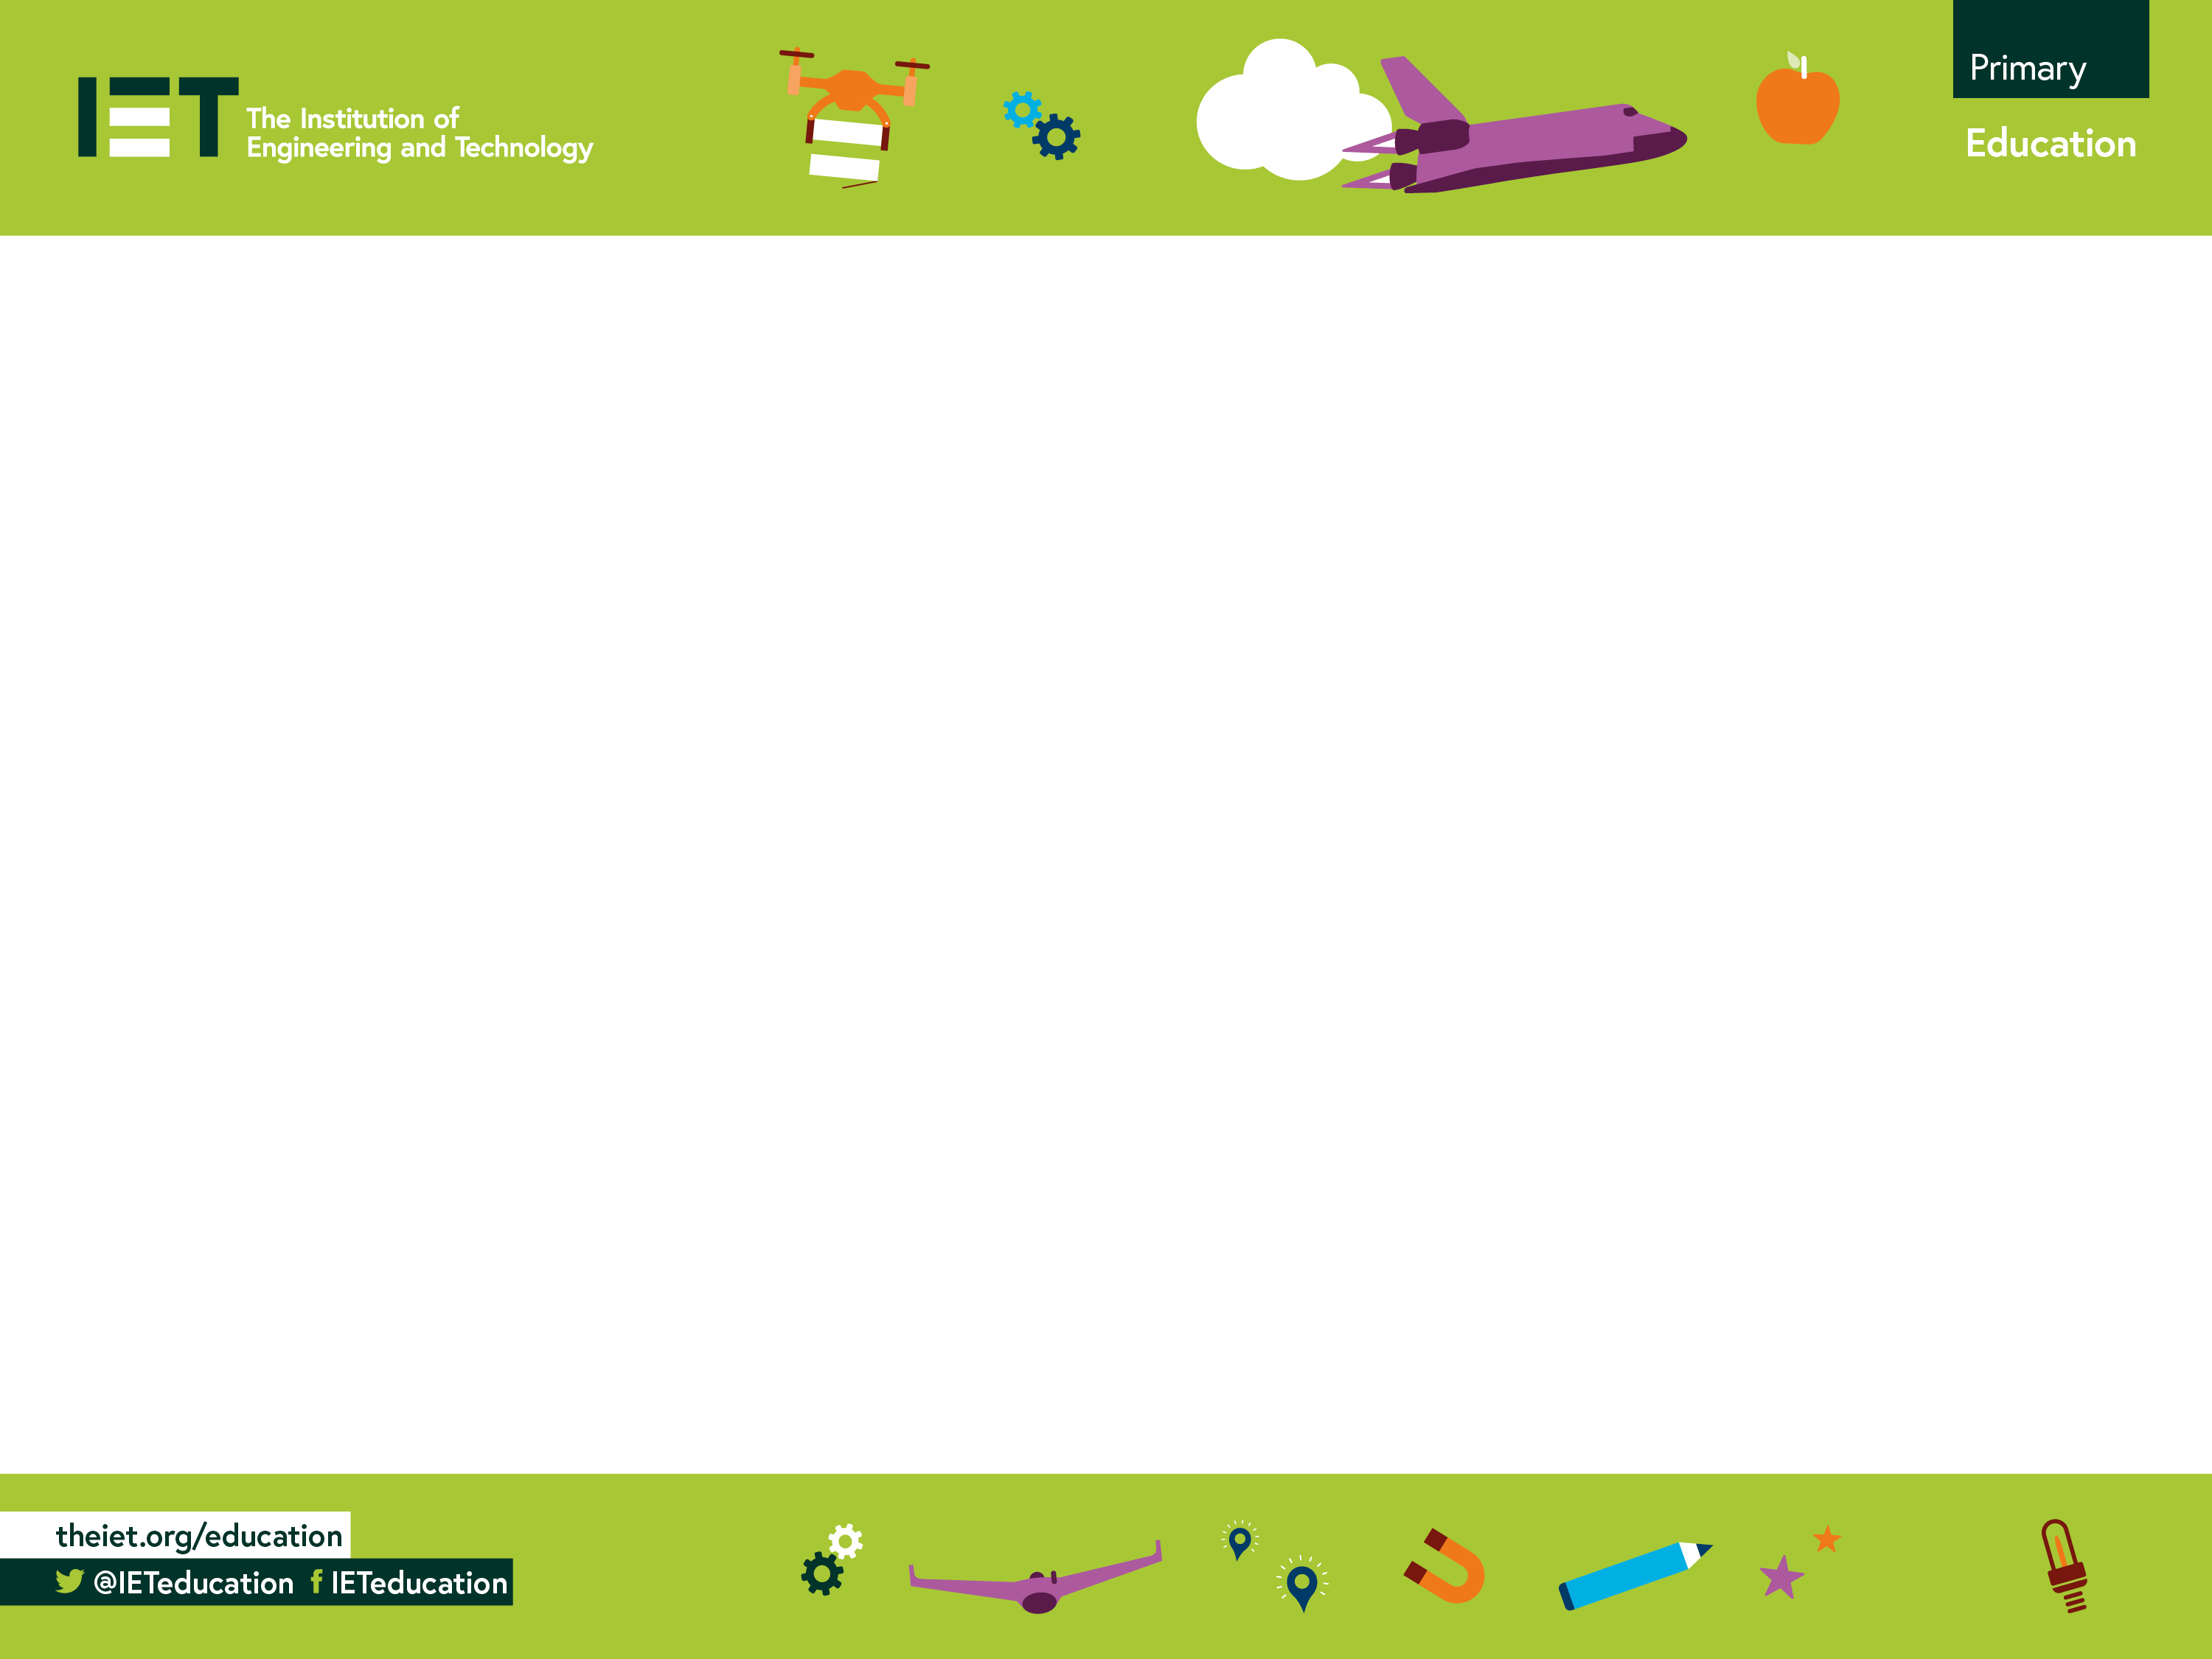 IET
The Institution of
Engineering and Technology
Primary
Education
theiet.org/education
@IETeducation IETeducation